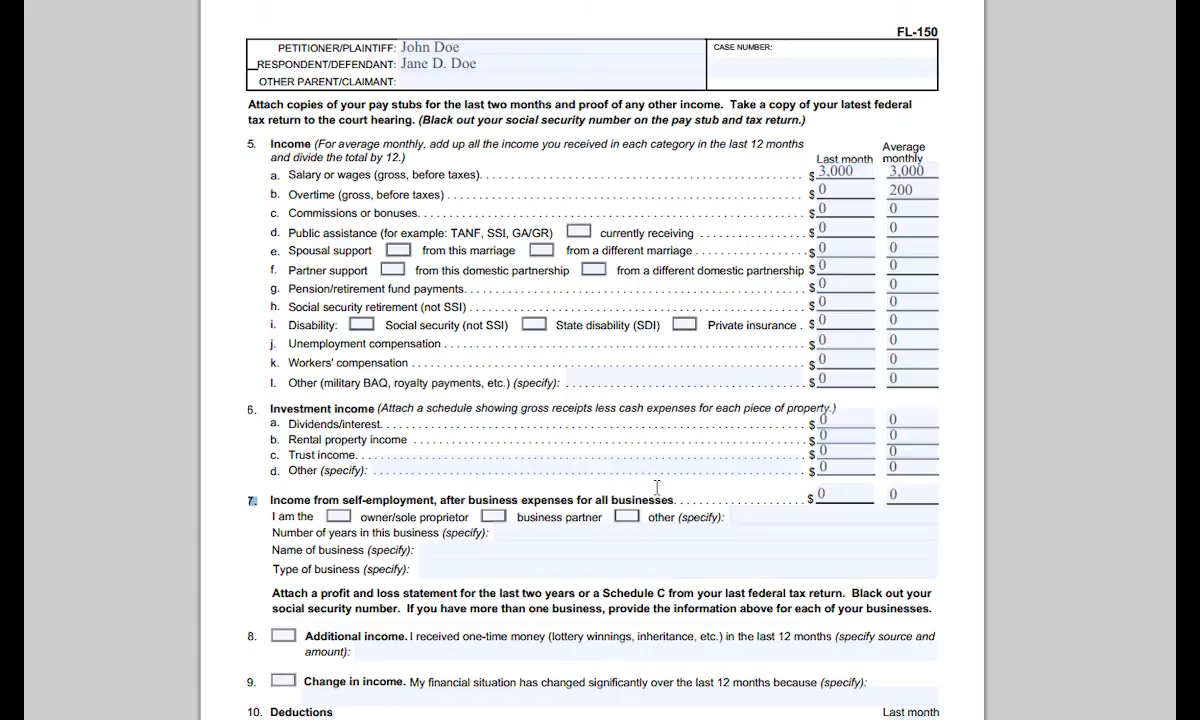 FL-150
PETITIONER/PLAINTIFF: John Doe
RESPONDENT/DEFENDANT: Jane D. Doe
OTHER PARENT/CLAIMANT:
CASE NUMBER:
Attach copies of your pay stubs for the last two months and proof of any other income. Take a copy of your latest federal
tax return to the court hearing. (Black out your social security number on the pay stub and tax return.)
5. Income (For average monthly, add up all the income you received in each category in the last 12 months
and divide the total by 12.)
Last month Average monthly
a. Salary or wages (gross, before taxes). . . . . . . . . . . . . . . . . . . . $ 3,000 3,000
b. Overtime (gross, before taxes) . . . . . . . . . . . . . . . . . . . . $ 0 200
c. Commissions or bonuses. . . . . . . . . . . . . . . . . . . . $ 0 0
d. Public assistance (for example: TANF, SSI, GA/GR) currently receiving . . . . . . . . . . $ 0 0
e. Spousal support from this marriage from a different marriage . . . . . . . . . . $ 0 0
f. Partner support from this domestic partnership from a different domestic partnership $ 0 0
g. Pension/retirement fund payments. . . . . . . . . . . . . . . . . . . . $ 0 0
h. Social security retirement (not SSI) . . . . . . . . . . . . . . . . . . . . $ 0 0
i. Disability: Social security (not SSI) State disability (SDI) Private insurance . $ 0 0
j. Unemployment compensation . . . . . . . . . . . . . . . . . . . . $ 0 0
k. Workers' compensation . . . . . . . . . . . . . . . . . . . . $ 0 0
l. Other (military BAQ, royalty payments, etc.) (specify): . . . . . . . . . . . . . . . $ 0 0
6. Investment income (Attach a schedule showing gross receipts less cash expenses for each piece of property.)
a. Dividends/interest. . . . . . . . . . . . . . . . . . . . $ 0 0
b. Rental property income . . . . . . . . . . . . . . . . . . . . $ 0 0
c. Trust income. . . . . . . . . . . . . . . . . . . . $ 0 0
d. Other (specify): . . . . . . . . . . . . . . . . . . . . $ 0 0
7. Income from self-employment, after business expenses for all businesses. . . . . . . . . . . $ 0 0
I am the owner/sole proprietor business partner other (specify):
Number of years in this business (specify):
Name of business (specify):
Type of business (specify):
Attach a profit and loss statement for the last two years or a Schedule C from your last federal tax return. Black out your
social security number. If you have more than one business, provide the information above for each of your businesses.
8. Additional income. I received one-time money (lottery winnings, inheritance, etc.) in the last 12 months (specify source and
amount):
9. Change in income. My financial situation has changed significantly over the last 12 months because (specify):
10. Deductions Last month